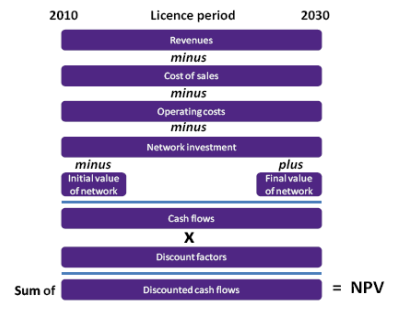 2010 Licence period 2030
Revenues
minus
Cost of sales
minus
Operating costs
minus
Network investment
minus plus
Initial value Final value
of network of network
Cash flows
X
Discount factors
Sum of Discounted cash flows = NPV